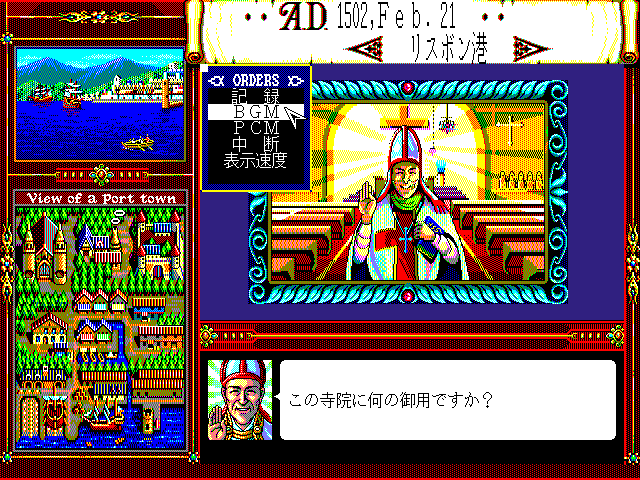 A.D. 1502,Feb. 21
リスボン港
ORDERS
記 録
BGM
PCM
中 断
表示速度
View of a Port town
この寺院に何の御用ですか?